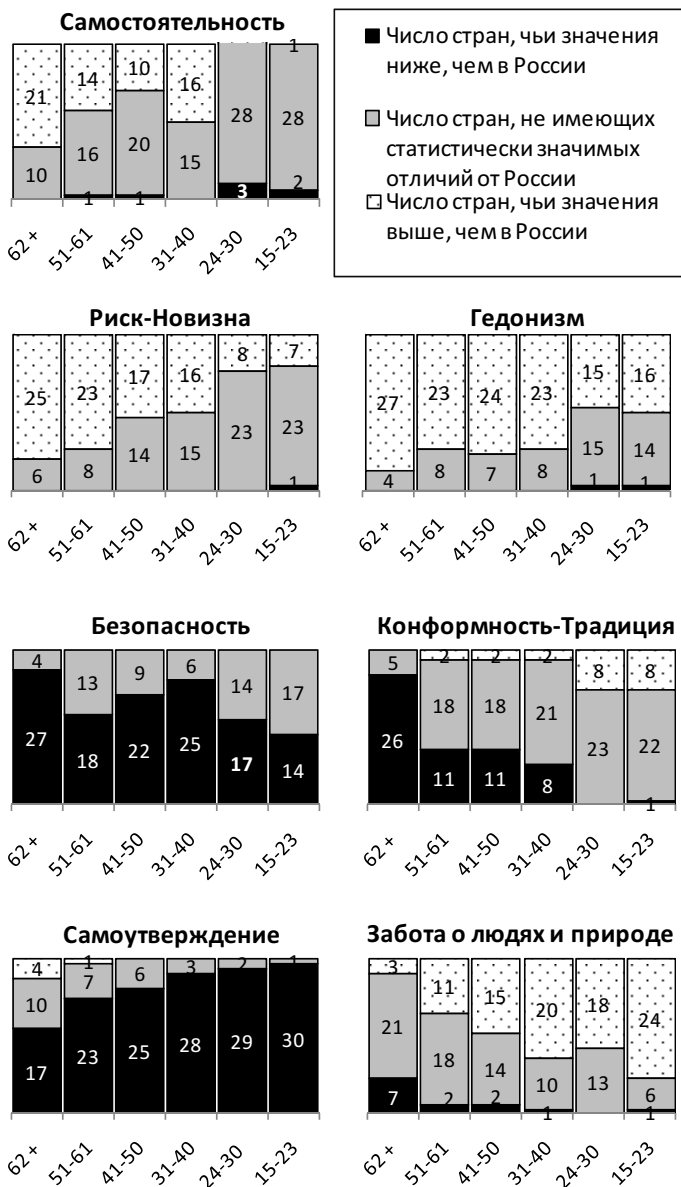 Самостоятельность
21 14 10 16 1
10 16 20 15 28 28
1 1 3 2
62 + 51-61 41-50 31-40 24-30 15-23
Число стран, чьи значения
ниже, чем в России
Число стран, не имеющих
статистически значимых
отличий от России
Число стран, чьи значения
выше, чем в России
Риск-Новизна
25 23 17 16 8 7
6 8 14 15 23 23
1
62 + 51-61 41-50 31-40 24-30 15-23
Гедонизм
27 23 24 23 15 16
4 8 7 8 15 14
1 1
62 + 51-61 41-50 31-40 24-30 15-23
Безопасность
4 13 9 6 14 17
27 18 22 25 17 14
62 + 51-61 41-50 31-40 24-30 15-23
Конформность-Традиция
2 2 2 8 8
5 18 18 21 23 22
26 11 11 8 1
62 + 51-61 41-50 31-40 24-30 15-23
Самоутверждение
4 1
10 7 6 3 2 1
17 23 25 28 29 30
62 + 51-61 41-50 31-40 24-30 15-23
Забота о людях и природе
3 11 15 20 18 24
21 18 14 10 13 6
7 2 2 1 1
62 + 51-61 41-50 31-40 24-30 15-23